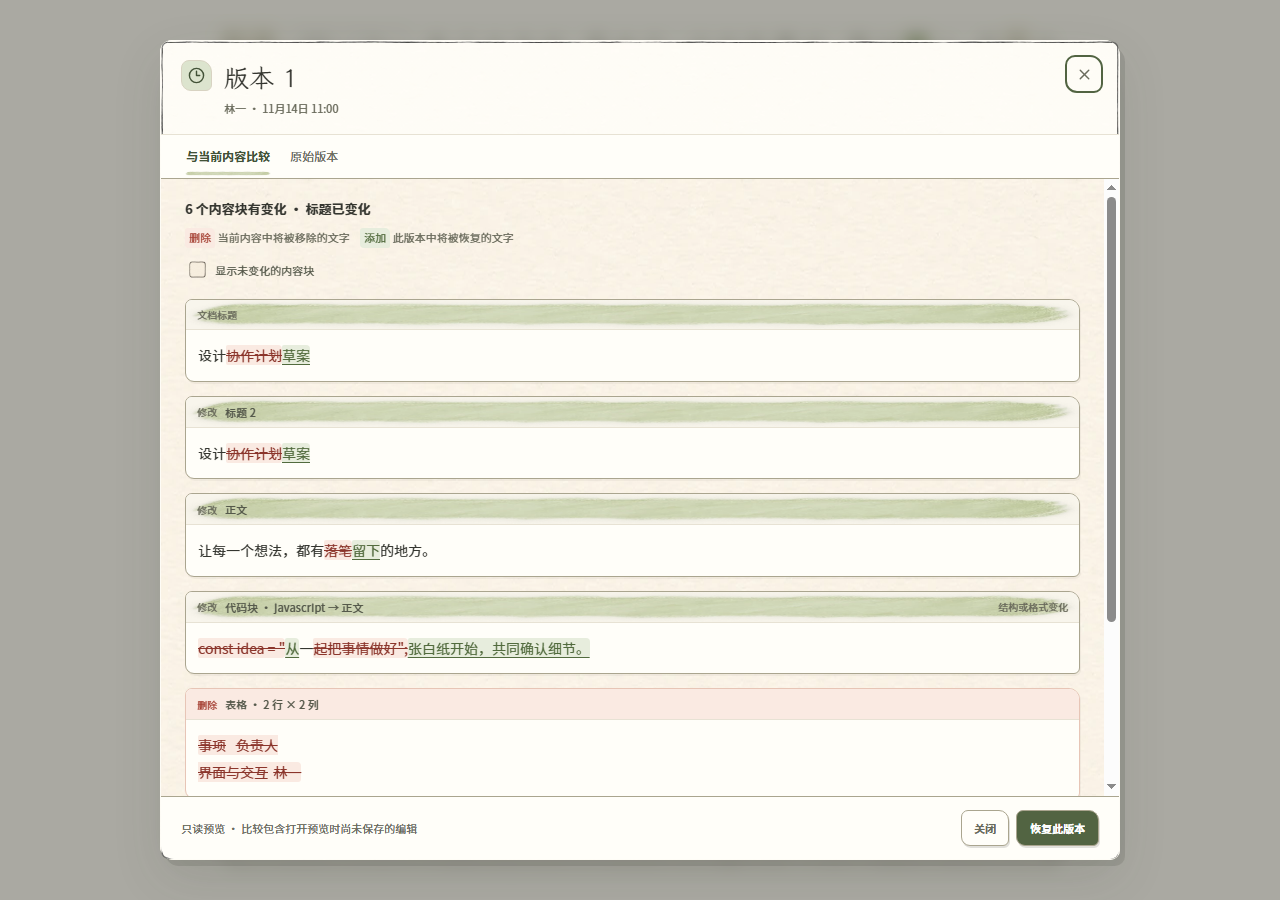 版本 1
林一 · 11月14日 11:00
与当前内容比较 原始版本
6 个内容块有变化 · 标题已变化
删除 当前内容中将被移除的文字 添加 此版本中将被恢复的文字
显示未变化的内容块
文档标题
设计协作计划草案
修改 标题 2
设计协作计划草案
修改 正文
让每一个想法，都有落笔留下的地方。
修改 代码块 · Javascript → 正文 结构或格式变化
const idea = "从一起把事情做好";张白纸开始，共同确认细节。
删除 表格 · 2 行 × 2 列
事项 负责人
界面与交互 林一
只读预览 · 比较包含打开预览时尚未保存的编辑 关闭 恢复此版本